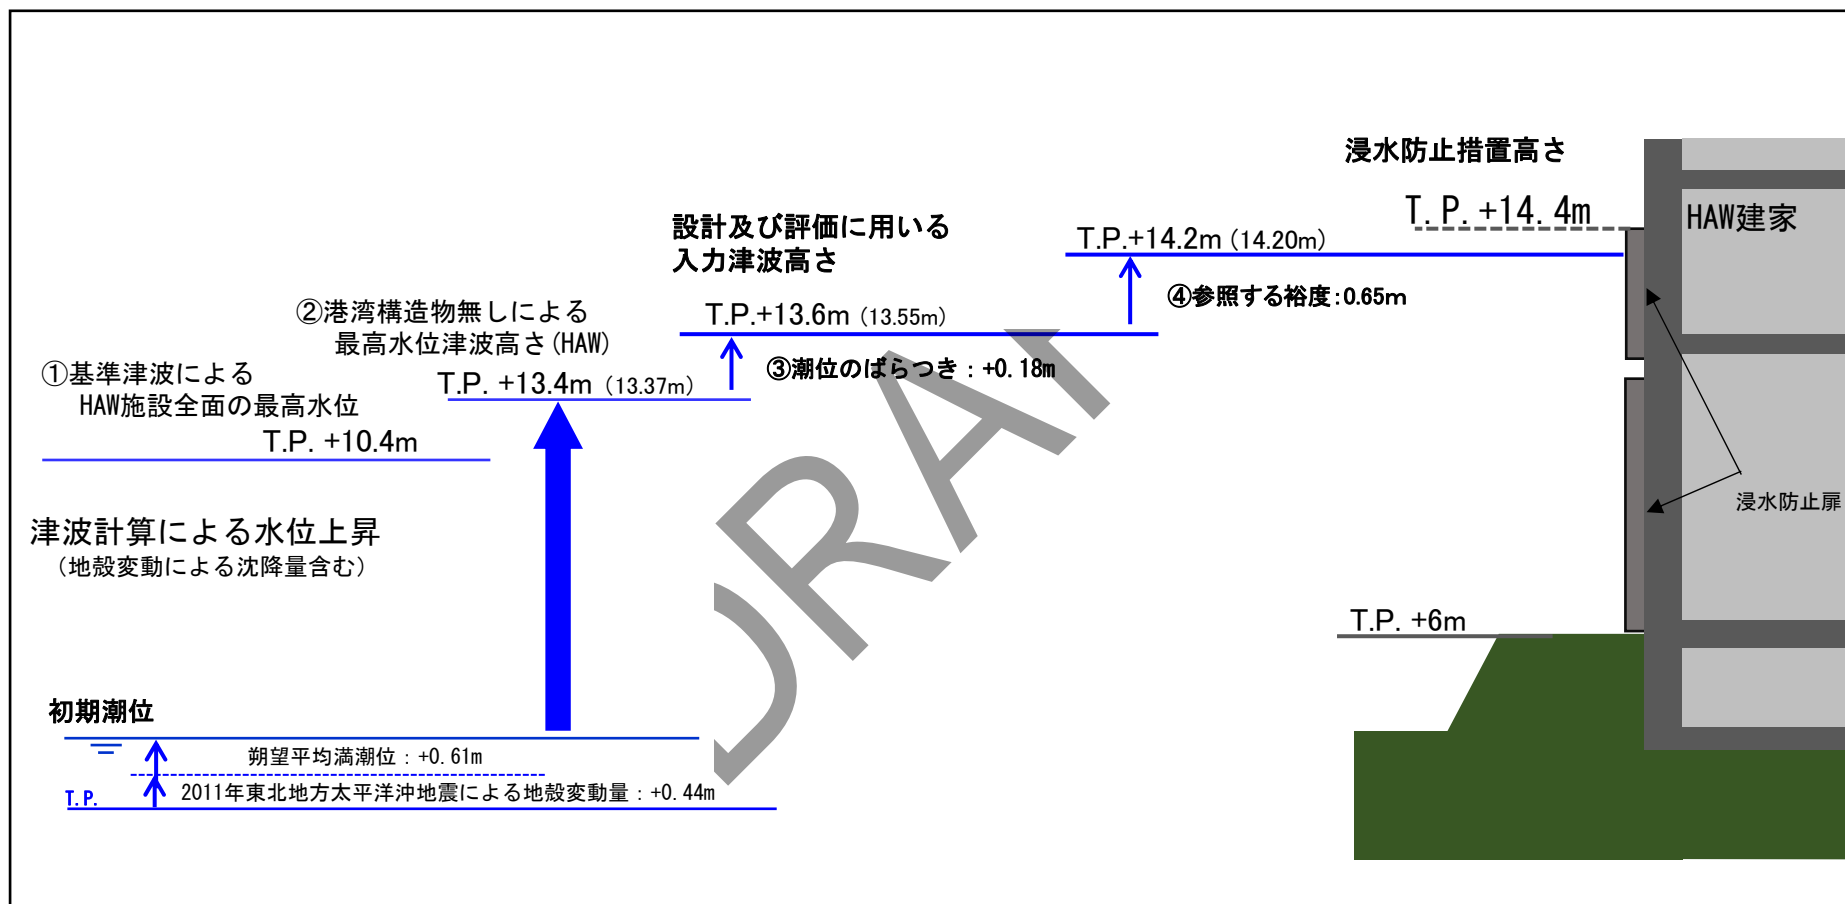 浸水防止措置高さ
T.P.+14.4m
HAW建家
設計及び評価に用いる
入力津波高さ
T.P.+14.2m (14.20m)
④参照する裕度:0.65m
②港湾構造物無しによる
最高水位津波高さ(HAW)
T.P.+13.6m (13.55m)
③潮位のばらつき：+0.18m
①基準津波による
HAW施設全面の最高水位
T.P. +13.4m (13.37m)
T.P. +10.4m
津波計算による水位上昇
（地殻変動による沈降量含む）
浸水防止扉
T.P. +6m
初期潮位
朔望平均満潮位：+0.61m
2011年東北地方太平洋沖地震による地殻変動量：+0.44m
T.P.
DRAF